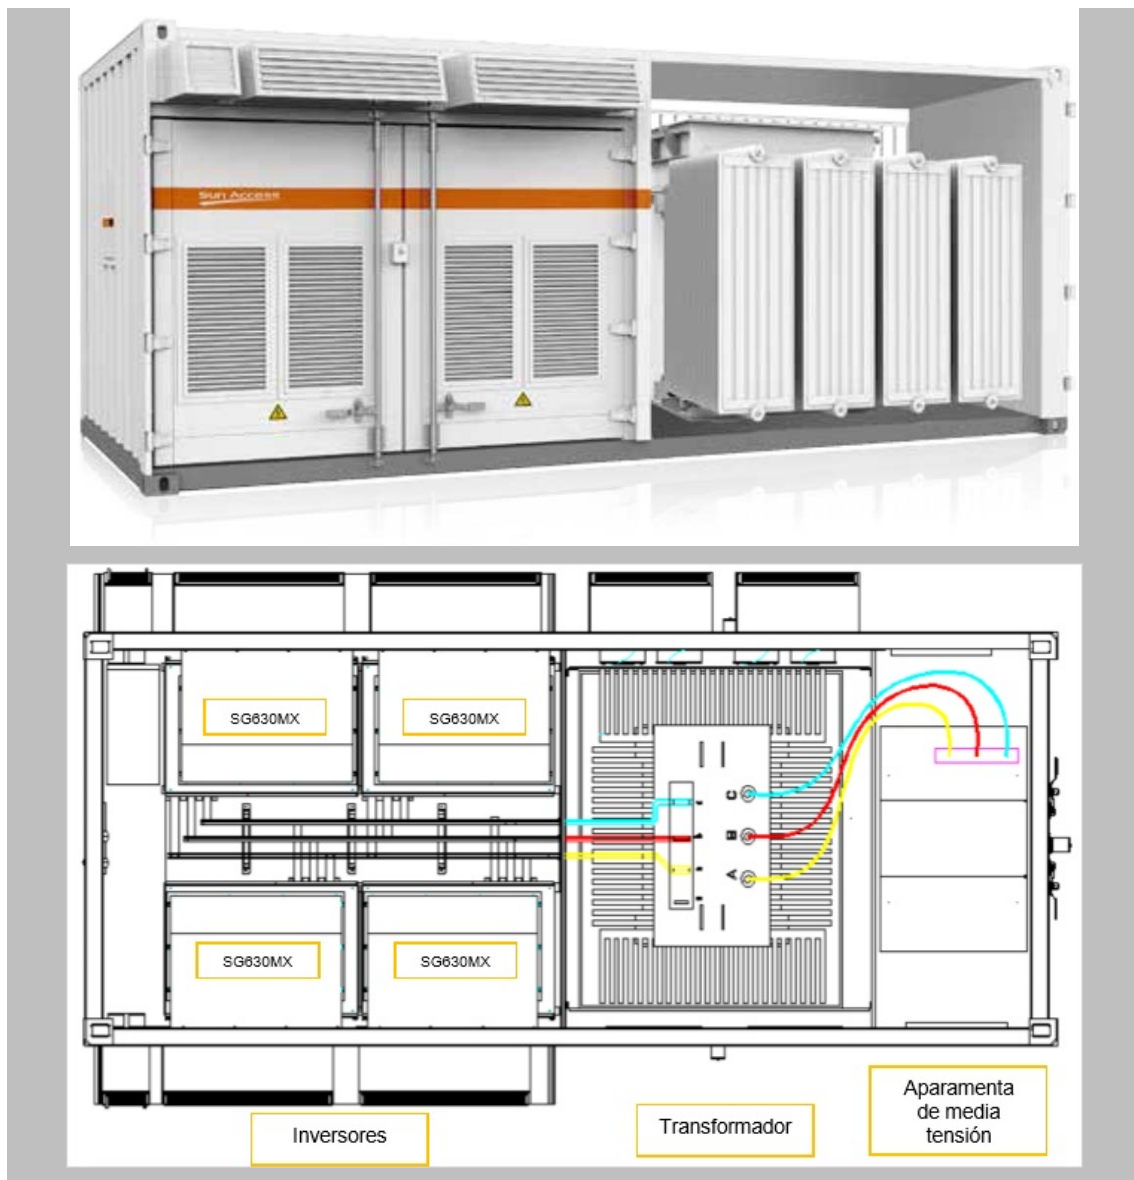 Sun Access
SG630MX
SG630MX
C
B
A
SG630MX
SG630MX
Inversores
Transformador
Aparamenta
de media
tensión